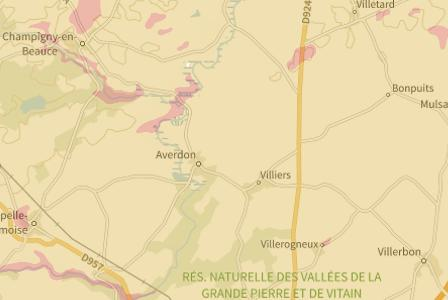 Villetard
D924
Champigny-en-
Beauce
Bonpuits
Mulsa
Averdon
Villiers
pelle-
moise
Villerogneux
Villerbon
D957
RÉS. NATURELLE DES VALLÉES DE LA
GRANDE PIERRE ET DE VITAIN